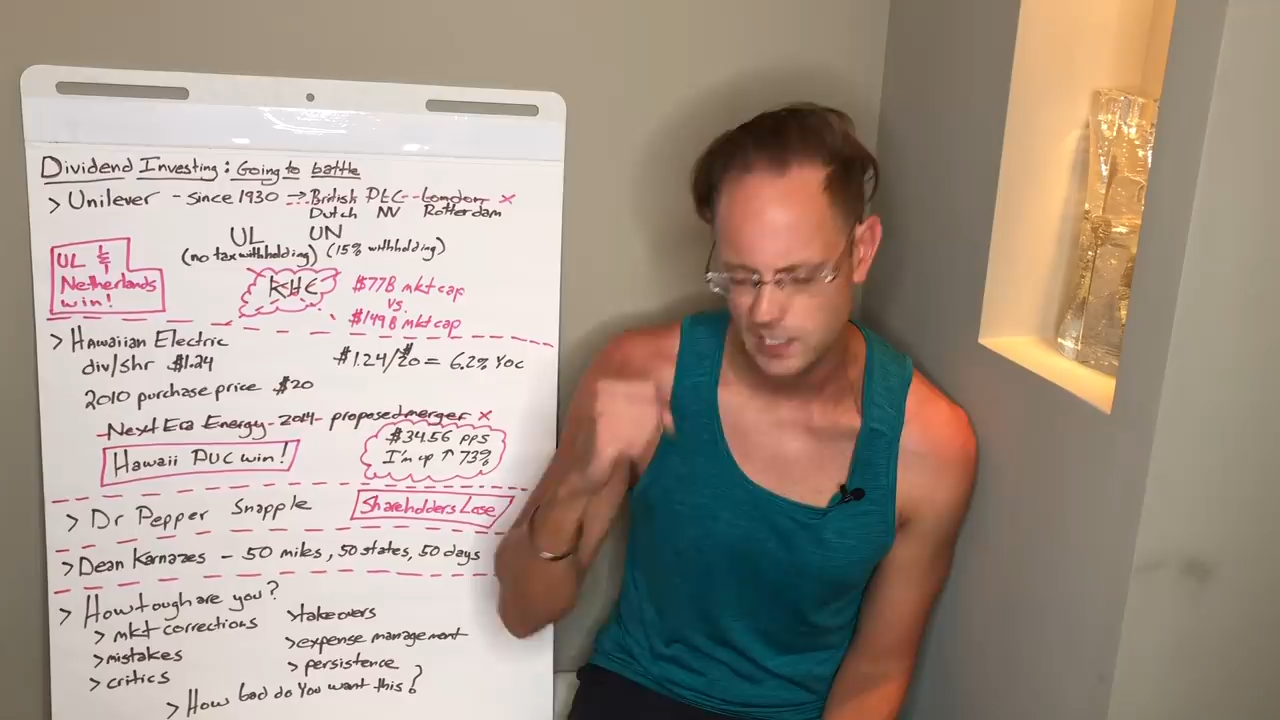 Dividend Investing: Going to battle
> Unilever - since 1930 -> British PLC - London x
Dutch NV Rotterdam
UL UN
(no tax withholding) (15% withholding)
UL &
Netherlands
win!
KHC
$77B mkt cap
vs.
$149B mkt cap
> Hawaiian Electric
div/shr $1.24
$1.24/$20 = 6.2% YOC
2010 purchase price $20
Next Era Energy - 2014 - proposed merger x
$34.56 pps
I'm up ↑ 73%
Hawaii PUC win!
> Dr Pepper Snapple
Shareholders Lose
> Dean Karnazes - 50 miles, 50 states, 50 days
> How tough are you?
> mkt corrections
> mistakes
> critics
> takeovers
> expense management
> persistence
> How bad do you want this?